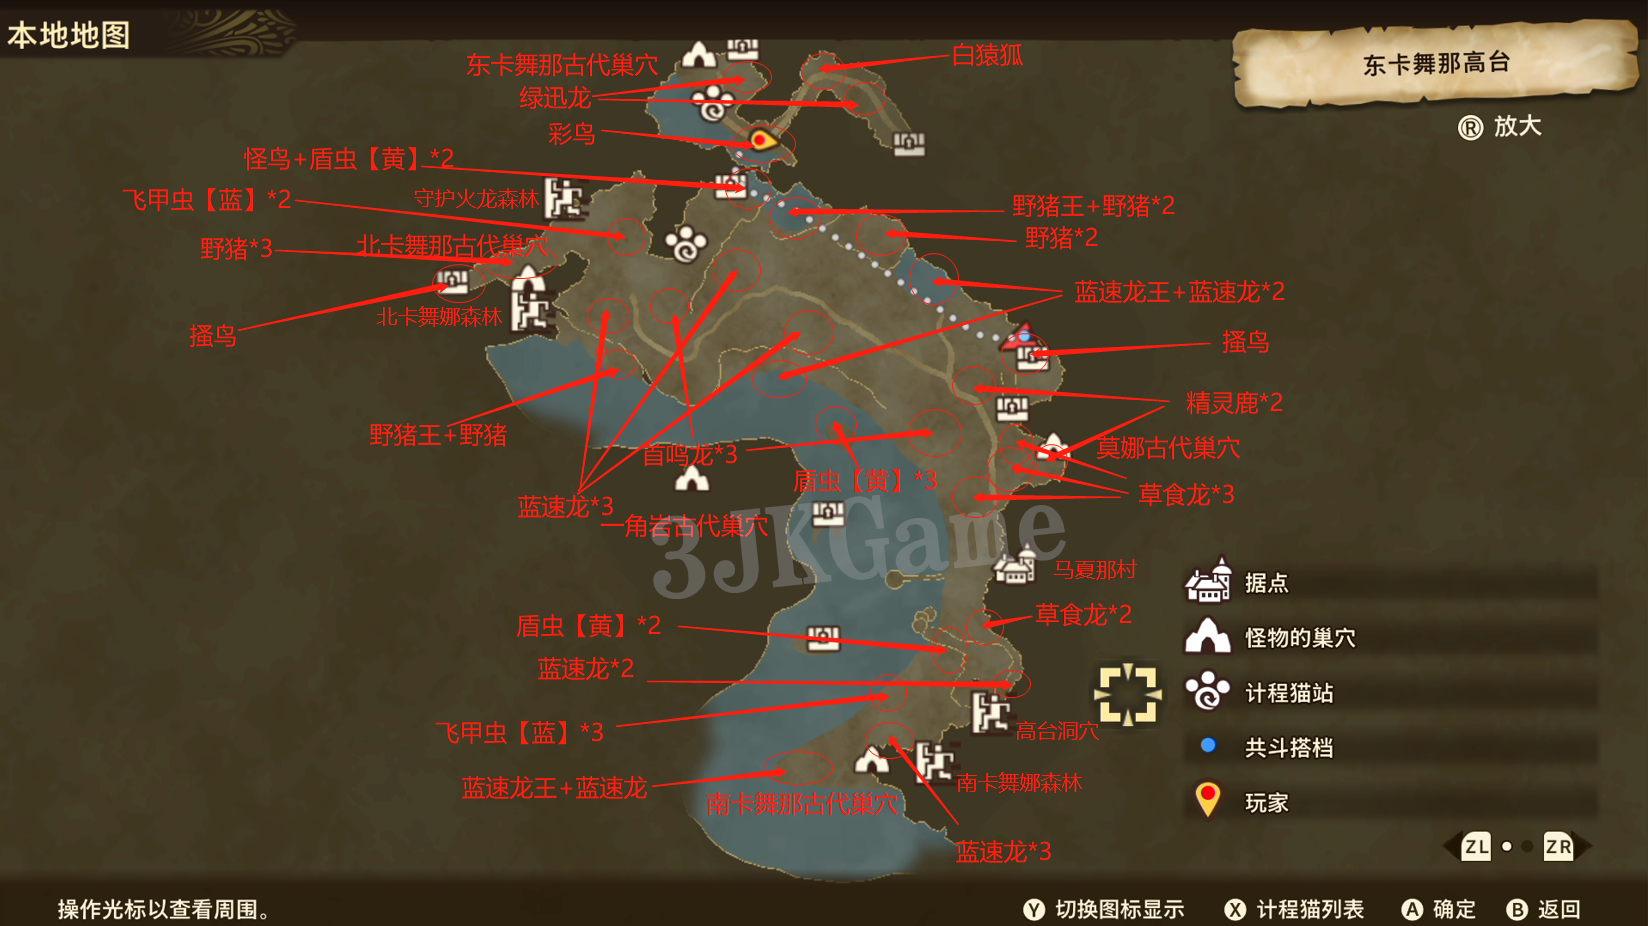 本地地图
东卡舞那高台
R 放大
白猿狐
东卡舞那古代巢穴
绿迅龙
彩鸟
怪鸟+盾虫【黄】*2
飞甲虫【蓝】*2
守护火龙森林
野猪王+野猪*2
野猪*2
野猪*3
北卡舞那古代巢穴
蓝速龙王+蓝速龙*2
北卡舞娜森林
搔鸟
搔鸟
精灵鹿*2
野猪王+野猪
首鸣龙*3
莫娜古代巢穴
盾虫【黄】*3
草食龙*3
蓝速龙*3
一角岩古代巢穴
3JKGame
马夏那村
据点
草食龙*2
盾虫【黄】*2
怪物的巢穴
蓝速龙*2
计程猫站
飞甲虫【蓝】*3
高台洞穴
共斗搭档
南卡舞娜森林
蓝速龙王+蓝速龙
南卡舞那古代巢穴
玩家
蓝速龙*3
ZL ZR
操作光标以查看周围。
Y 切换图标显示 X 计程猫列表 A 确定 B 返回